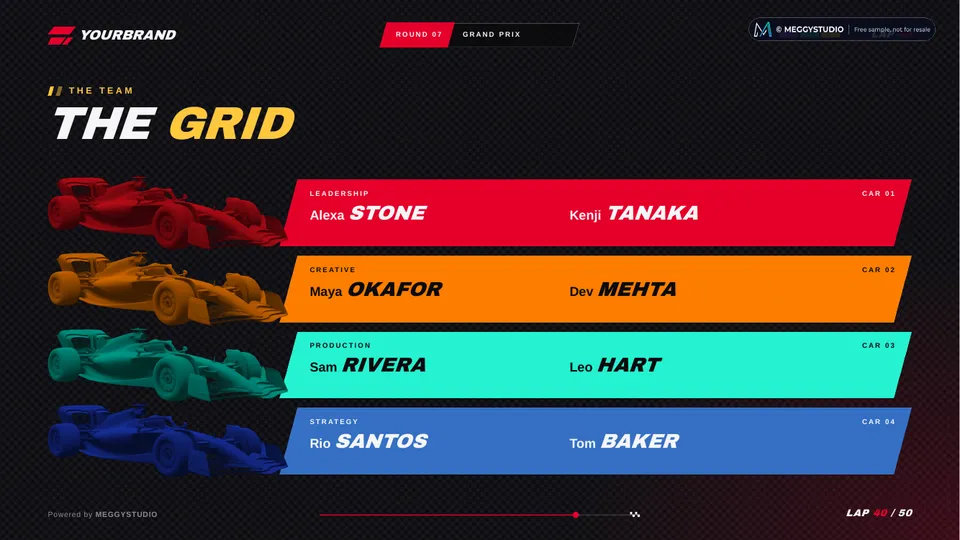 YOURBRAND
ROUND 07 GRAND PRIX
M © MEGGYSTUDIO | Free sample, not for resale
THE TEAM
THE GRID
LEADERSHIP CAR 01
Alexa STONE Kenji TANAKA
CREATIVE CAR 02
Maya OKAFOR Dev MEHTA
PRODUCTION CAR 03
Sam RIVERA Leo HART
STRATEGY CAR 04
Rio SANTOS Tom BAKER
Powered by MEGGYSTUDIO
LAP 40 / 50